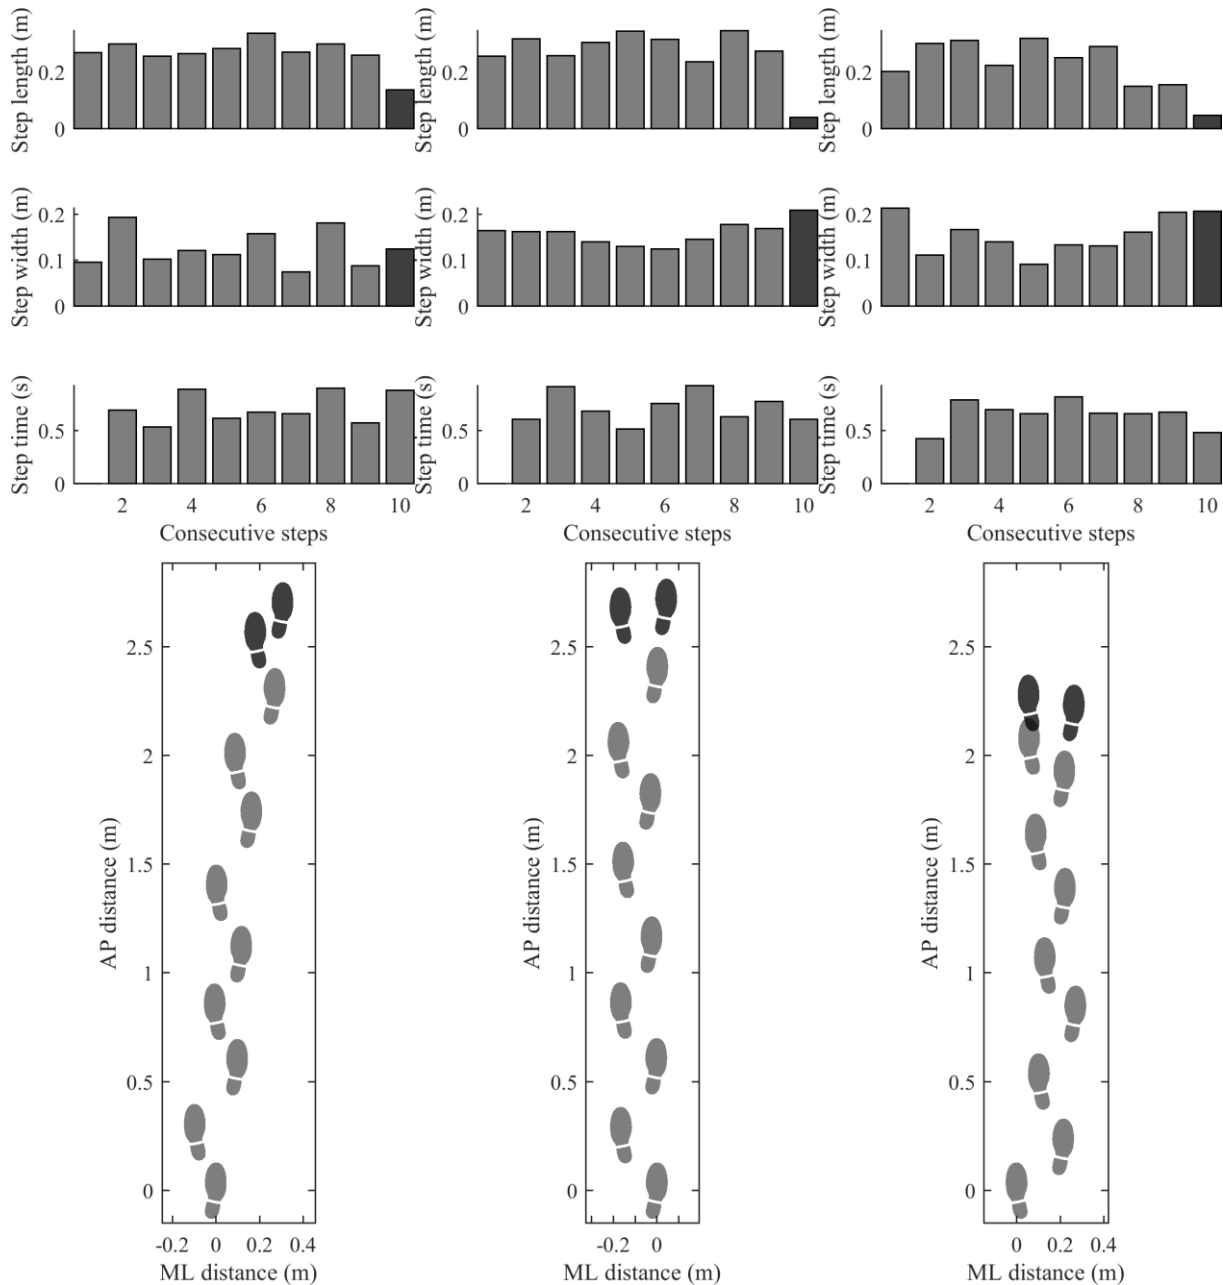 Step length (m)
0.2
0
Step length (m)
0.2
0
Step length (m)
0.2
0
Step width (m)
0.2
0.1
0
Step width (m)
0.2
0.1
0
Step width (m)
0.2
0.1
0
Step time (s)
0.5
0
2 4 6 8 10
Consecutive steps
Step time (s)
0.5
0
2 4 6 8 10
Consecutive steps
Step time (s)
0.5
0
2 4 6 8 10
Consecutive steps
AP distance (m)
2.5
2
1.5
1
0.5
0
-0.2 0 0.2 0.4
ML distance (m)
AP distance (m)
2.5
2
1.5
1
0.5
0
-0.2 0
ML distance (m)
AP distance (m)
2.5
2
1.5
1
0.5
0
0 0.2 0.4
ML distance (m)